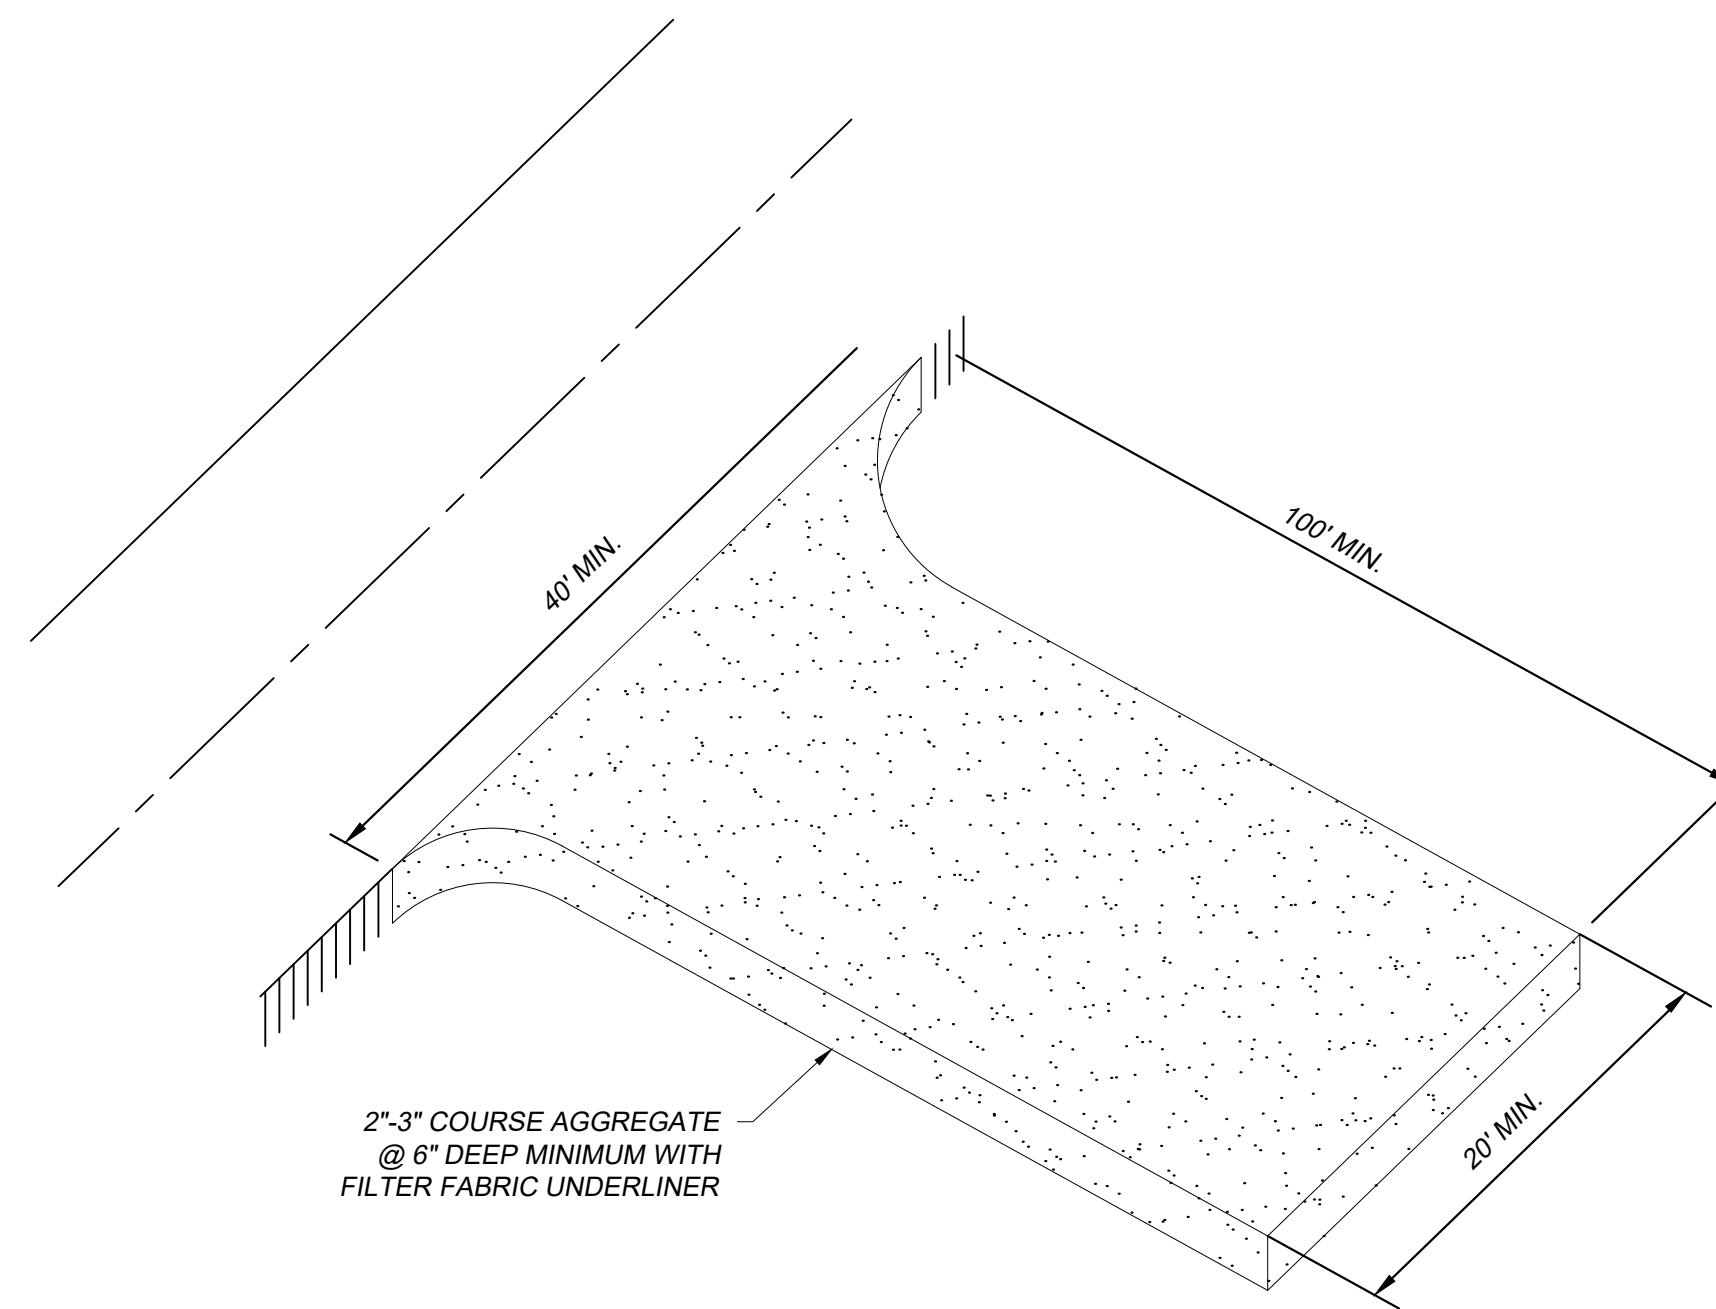 100' MIN.
40' MIN.
2"-3" COURSE AGGREGATE
@ 6" DEEP MINIMUM WITH
FILTER FABRIC UNDERLINER
20' MIN.